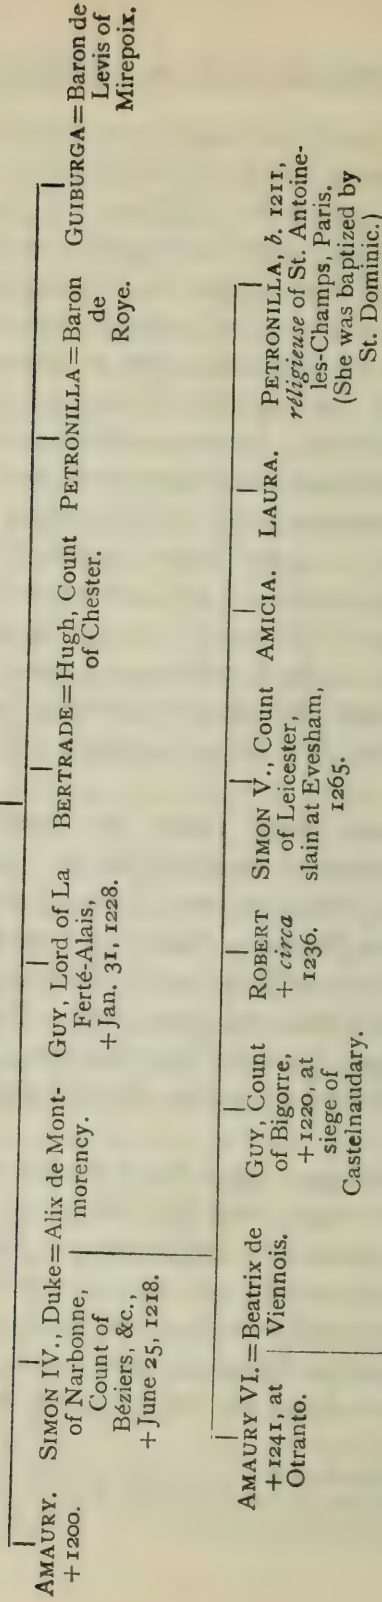 AMAURY.
+1200.
SIMON IV., Duke=Alix de Mont-
of Narbonne, morency.
Count of
Béziers, &c.,
+June 25, 1218.
GUY, Lord of La
Ferté-Alais,
+Jan. 31, 1228.
BERTRADE=Hugh, Count
of Chester.
PETRONILLA=Baron
de
Roye.
GUIBURGA=Baron de
Levis of
Mirepoix.
AMAURY VI.=Beatrix de
+1241, at Viennois.
Otranto.
GUY, Count
of Bigorre,
+1220, at
siege of
Castelnaudary.
ROBERT
+ circa
1236.
SIMON V., Count
of Leicester,
slain at Evesham,
1265.
AMICIA.
LAURA.
PETRONILLA, b. 1211,
réligieuse of St. Antoine-
les-Champs, Paris.
(She was baptized by
St. Dominic.)